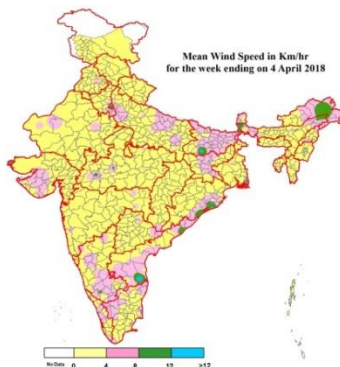 Mean Wind Speed in Km/hr
for the week ending on 4 April 2018
No Data 0 4 8 12 >12